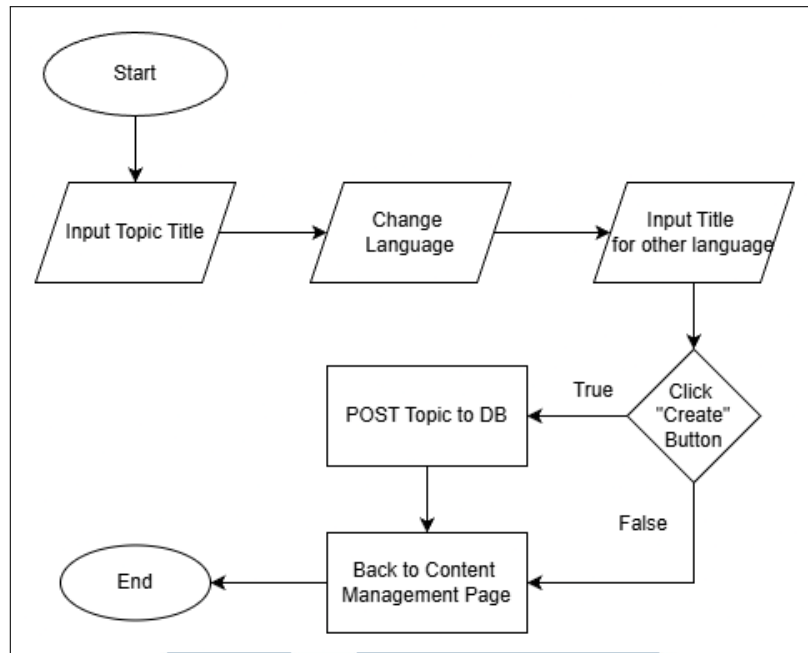 Start
Input Topic Title
Change
Language
Input Title
for other language
True
Click
"Create"
Button
POST Topic to DB
False
Back to Content
Management Page
End